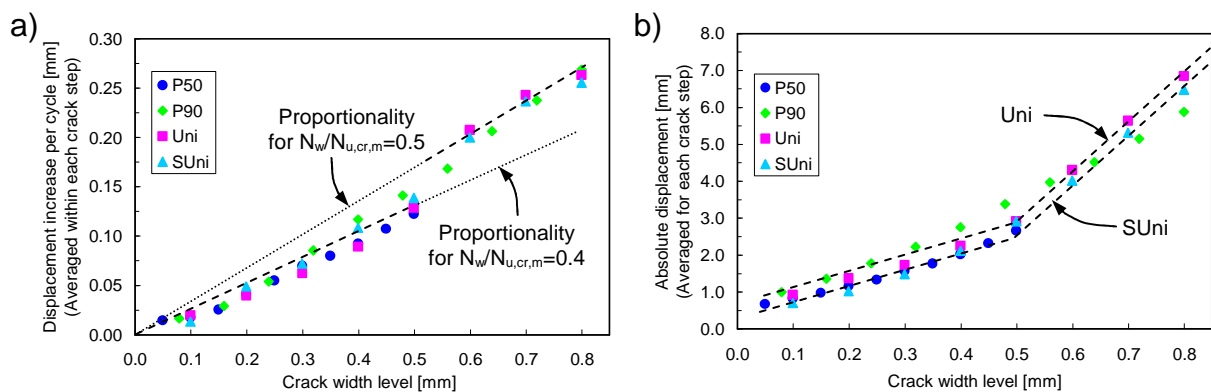 a)
Displacement increase per cycle [mm]
(Averaged within each crack step)
0.30
0.25
0.20
0.15
0.10
0.05
0.00
P50
P90
Uni
SUni
Proportionality
for Nw/Nu,cr,m=0.5
Proportionality
for Nw/Nu,cr,m=0.4
0.0 0.1 0.2 0.3 0.4 0.5 0.6 0.7 0.8
Crack width level [mm]
b)
Absolute displacement [mm]
(Averaged for each crack step)
8.0
7.0
6.0
5.0
4.0
3.0
2.0
1.0
0.0
P50
P90
Uni
SUni
Uni
SUni
0.0 0.1 0.2 0.3 0.4 0.5 0.6 0.7 0.8
Crack width level [mm]